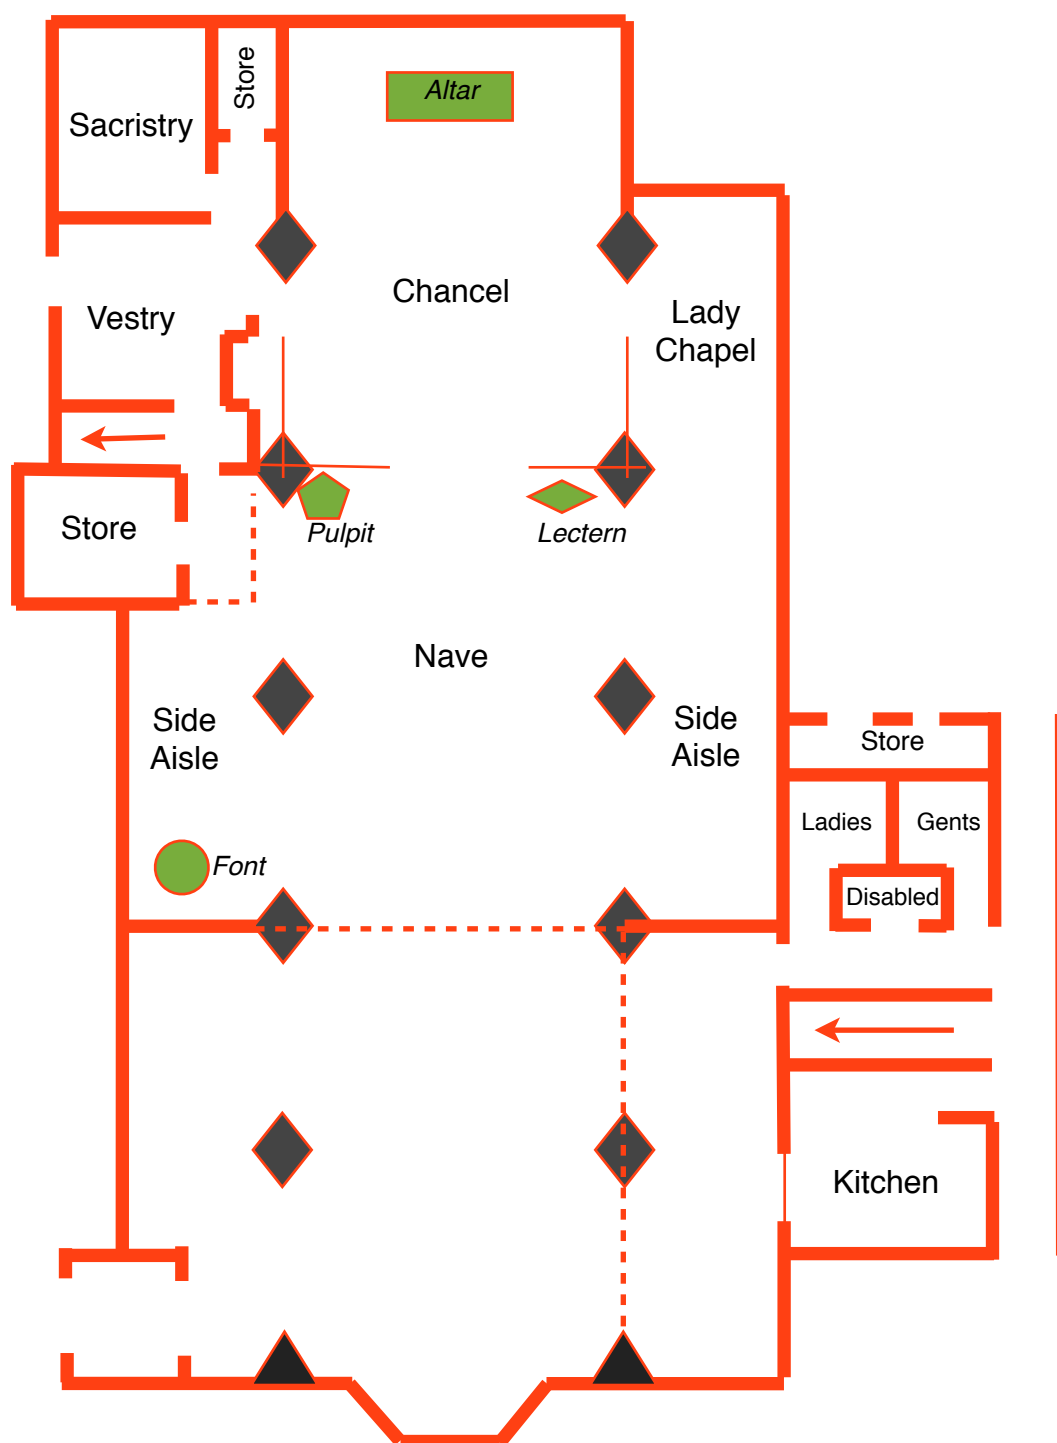 Store
Altar
Sacristry
Chancel
Lady
Chapel
Vestry
Store
Pulpit
Lectern
Nave
Side
Aisle
Side
Aisle
Store
Ladies
Gents
Font
Disabled
Kitchen